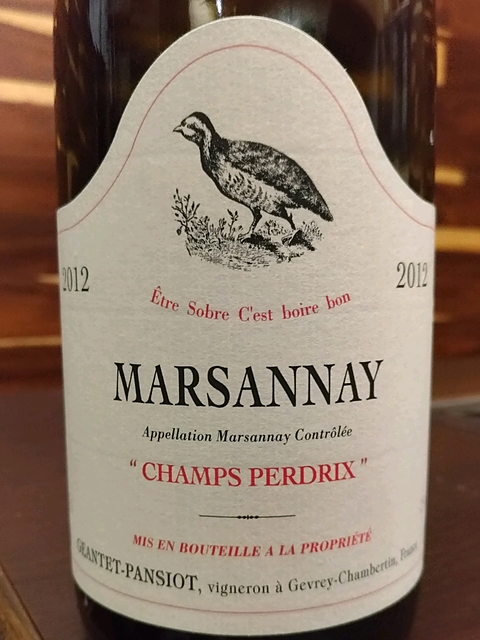 2012 2012
Être Sobre C'est boire bon
MARSANNAY
Appellation Marsannay Contrôlée
“ CHAMPS PERDRIX ”
MIS EN BOUTEILLE A LA PROPRIÉTÉ
GEANTET-PANSIOT, vigneron à Gevrey-Chambertin, France